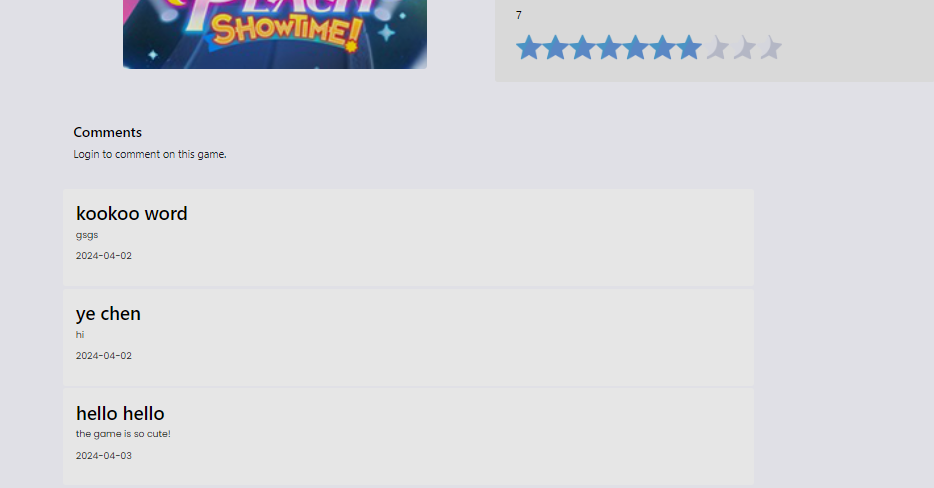 PEACH
SHOWTIME!
7
Comments
Login to comment on this game.
kookoo word
gsgs
2024-04-02
ye chen
hi
2024-04-02
hello hello
the game is so cute!
2024-04-03